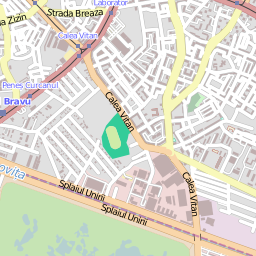 Laborator
Zizin
Strada Breaza
Calea Vitan
Penes Curcanul
Bravu
Calea Vitan
Splaiul Unirii
Calea Vitan
Splaiul Unirii